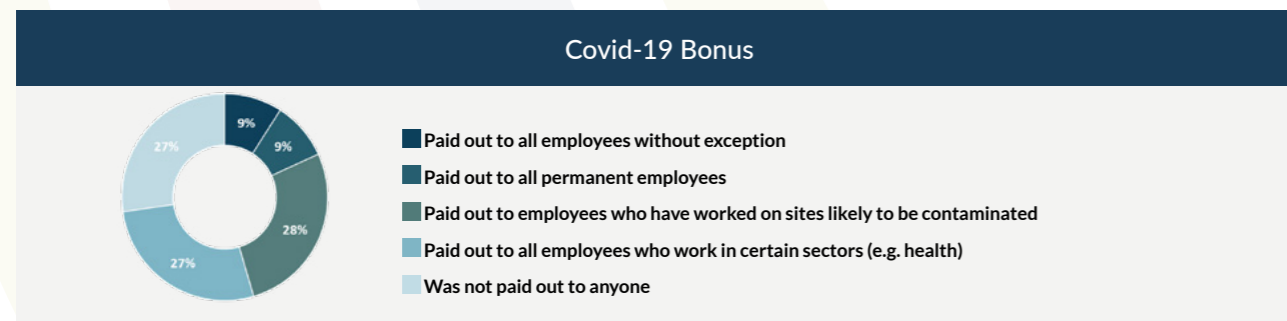 Covid-19 Bonus
9%
9%
28%
27%
27%
Paid out to all employees without exception
Paid out to all permanent employees
Paid out to employees who have worked on sites likely to be contaminated
Paid out to all employees who work in certain sectors (e.g. health)
Was not paid out to anyone